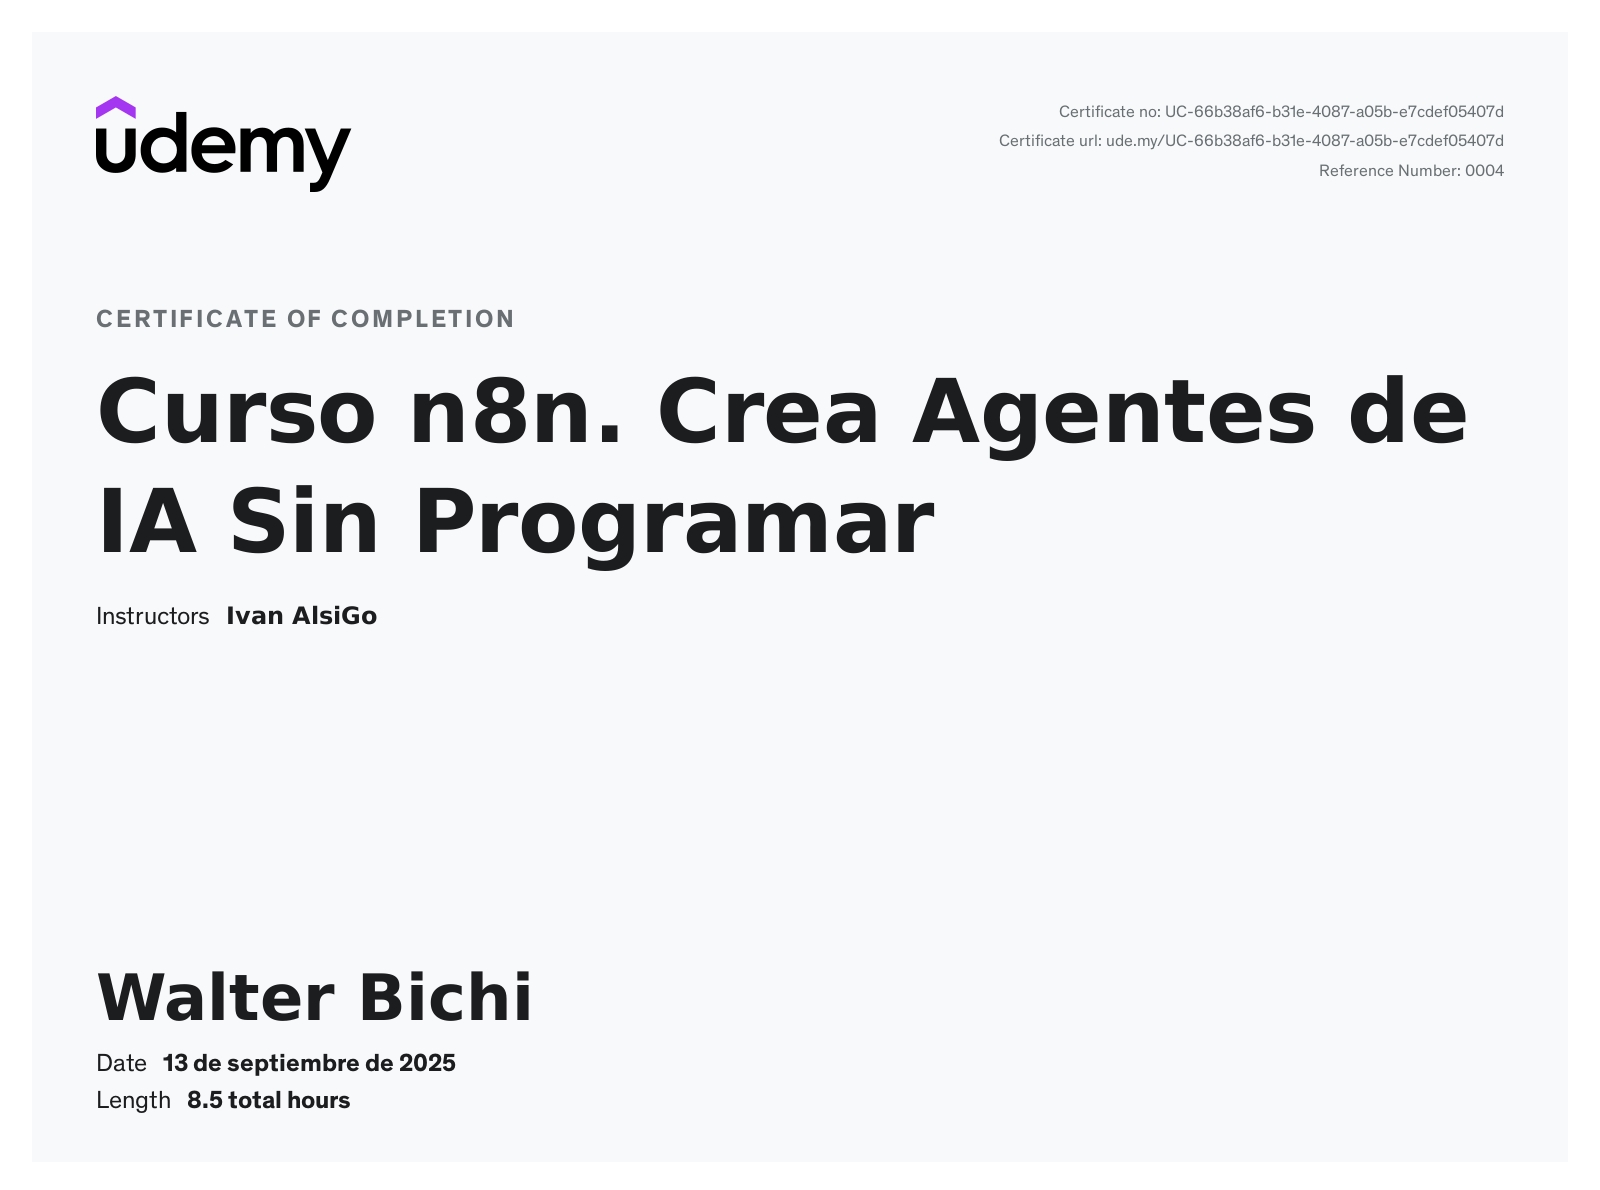 udemy
Certificate no: UC-66b38af6-b31e-4087-a05b-e7cdef05407d
Certificate url: ude.my/UC-66b38af6-b31e-4087-a05b-e7cdef05407d
Reference Number: 0004
CERTIFICATE OF COMPLETION
Curso n8n. Crea Agentes de
IA Sin Programar
Instructors Ivan AlsiGo
Walter Bichi
Date 13 de septiembre de 2025
Length 8.5 total hours